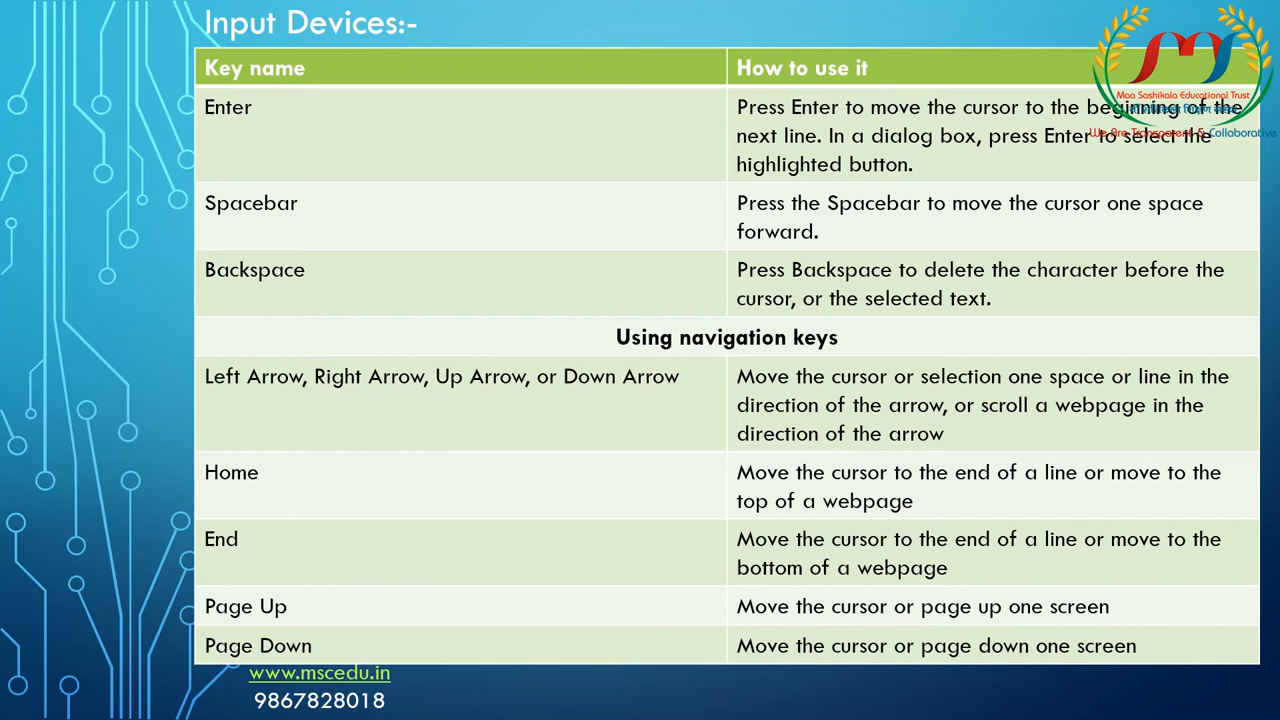 Input Devices:-
Key name
How to use it
Maa Sashikala Educational Trust
We Are Transparent & Collaborative
Enter
Press Enter to move the cursor to the beginning of the
next line. In a dialog box, press Enter to select the
highlighted button.
Spacebar
Press the Spacebar to move the cursor one space
forward.
Backspace
Press Backspace to delete the character before the
cursor, or the selected text.
Using navigation keys
Left Arrow, Right Arrow, Up Arrow, or Down Arrow
Move the cursor or selection one space or line in the
direction of the arrow, or scroll a webpage in the
direction of the arrow
Home
Move the cursor to the end of a line or move to the
top of a webpage
End
Move the cursor to the end of a line or move to the
bottom of a webpage
Page Up
Move the cursor or page up one screen
Page Down
Move the cursor or page down one screen
www.mscedu.in
9867828018